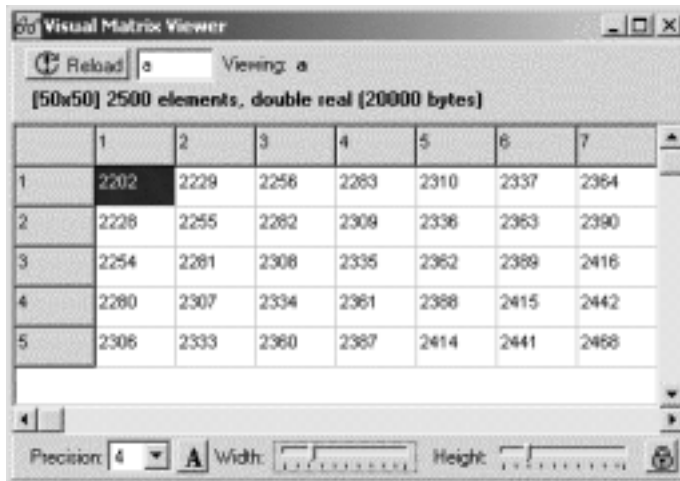 Visual Matrix Viewer
Reload a Viewing: a
[50x50] 2500 elements, double real (20000 bytes)
1 2 3 4 5 6 7
1 2202 2229 2256 2283 2310 2337 2364
2 2228 2255 2282 2309 2336 2363 2390
3 2254 2281 2308 2335 2362 2389 2416
4 2280 2307 2334 2361 2388 2415 2442
5 2306 2333 2360 2387 2414 2441 2468
Precision: 4 A Width: Height: